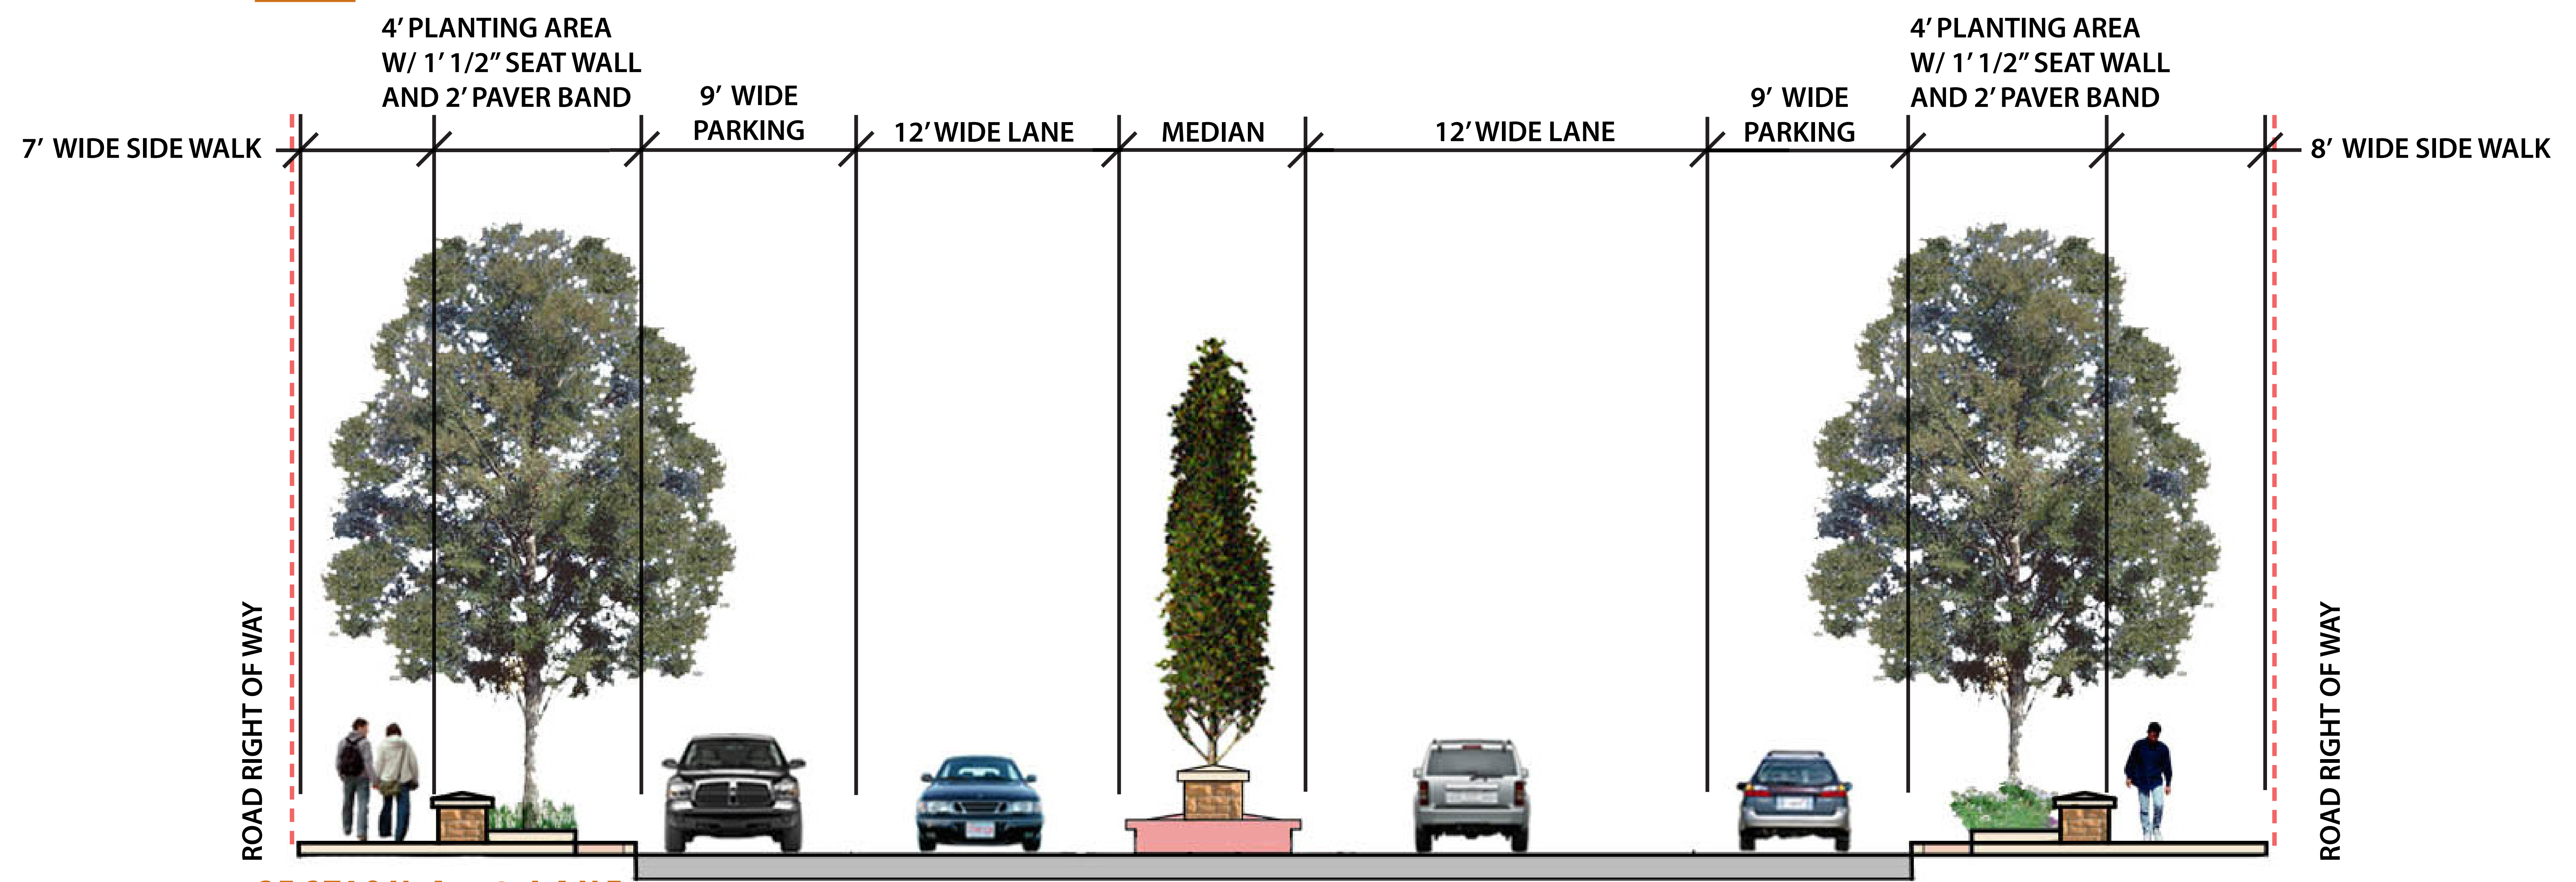 4’ PLANTING AREA
W/ 1’ 1/2” SEAT WALL
AND 2’ PAVER BAND
4’ PLANTING AREA
W/ 1’ 1/2” SEAT WALL
AND 2’ PAVER BAND
7’ WIDE SIDE WALK
9’ WIDE
PARKING
12’ WIDE LANE
MEDIAN
12’ WIDE LANE
9’ WIDE
PARKING
8’ WIDE SIDE WALK
ROAD RIGHT OF WAY
ROAD RIGHT OF WAY